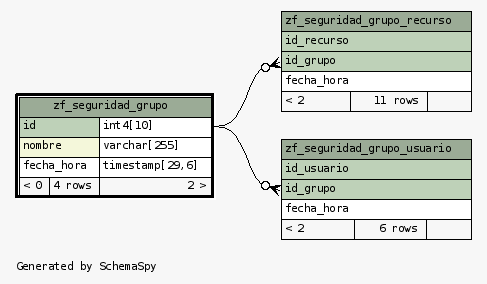 zf_seguridad_grupo_recurso
id_recurso
id_grupo
fecha_hora
< 2 11 rows
zf_seguridad_grupo
id int4[10]
nombre varchar[255]
fecha_hora timestamp[29,6]
< 0 4 rows 2 >
zf_seguridad_grupo_usuario
id_usuario
id_grupo
fecha_hora
< 2 6 rows
Generated by SchemaSpy